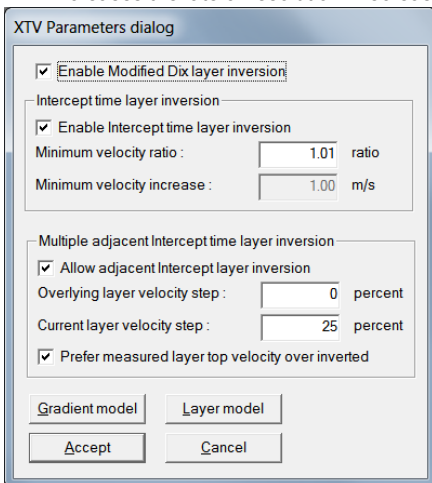 XTV Parameters dialog
Enable Modified Dix layer inversion
Intercept time layer inversion
Enable Intercept time layer inversion
Minimum velocity ratio : 1.01 ratio
Minimum velocity increase : 1.00 m/s
Multiple adjacent Intercept time layer inversion
Allow adjacent Intercept layer inversion
Overlying layer velocity step : 0 percent
Current layer velocity step : 25 percent
Prefer measured layer top velocity over inverted
Gradient model Layer model
Accept Cancel